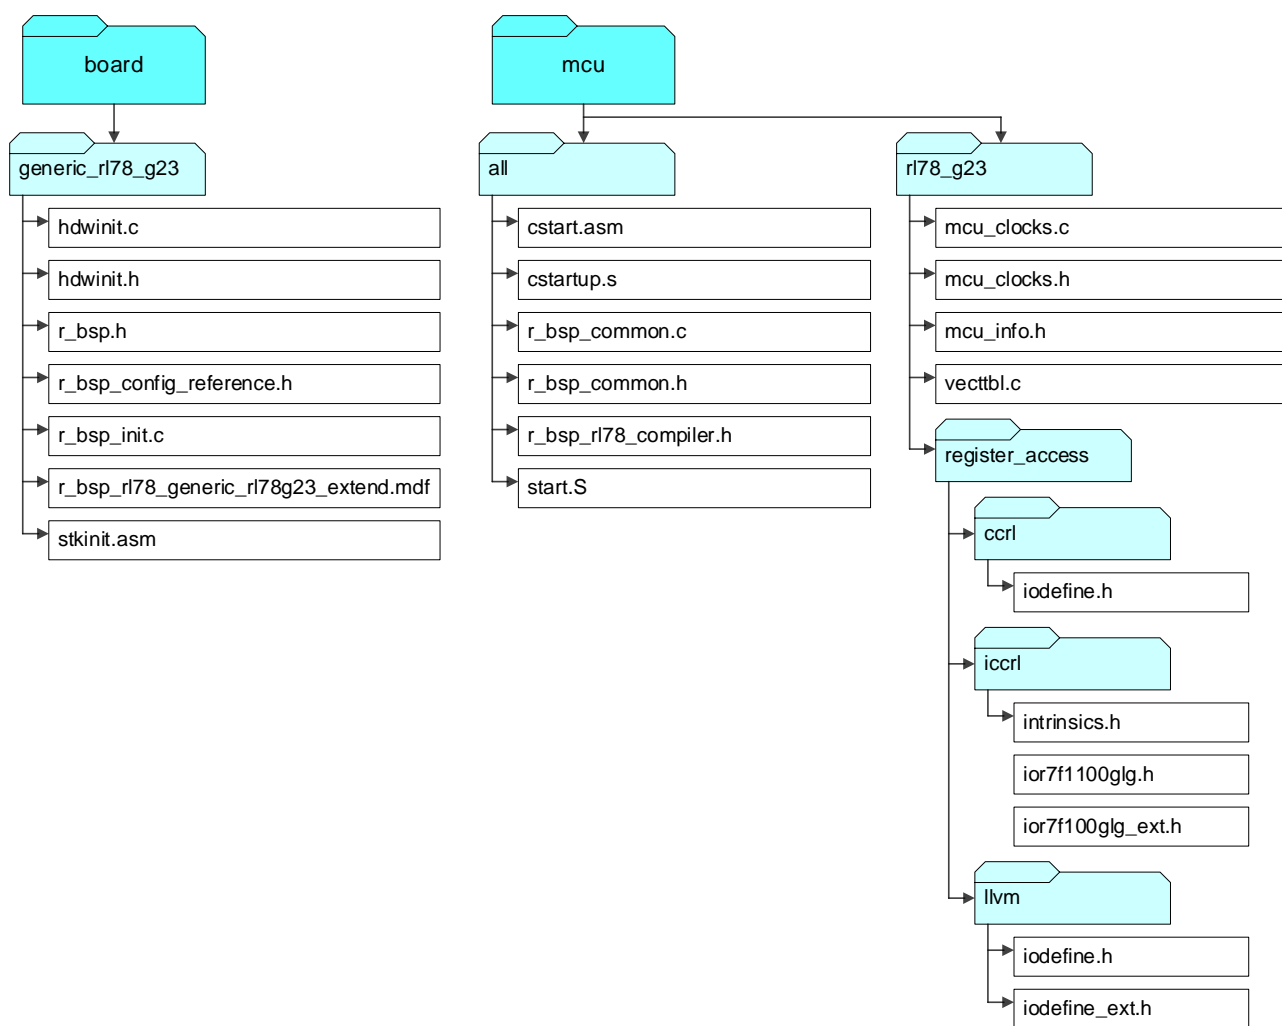 board
generic_rl78_g23
hdwinit.c
hdwinit.h
r_bsp.h
r_bsp_config_reference.h
r_bsp_init.c
r_bsp_rl78_generic_rl78g23_extend.mdf
stkinit.asm
mcu
all
cstart.asm
cstartup.s
r_bsp_common.c
r_bsp_common.h
r_bsp_rl78_compiler.h
start.S
rl78_g23
mcu_clocks.c
mcu_clocks.h
mcu_info.h
vecttbl.c
register_access
ccrl
iodefine.h
iccrl
intrinsics.h
ior7f1100glg.h
ior7f100glg_ext.h
llvm
iodefine.h
iodefine_ext.h